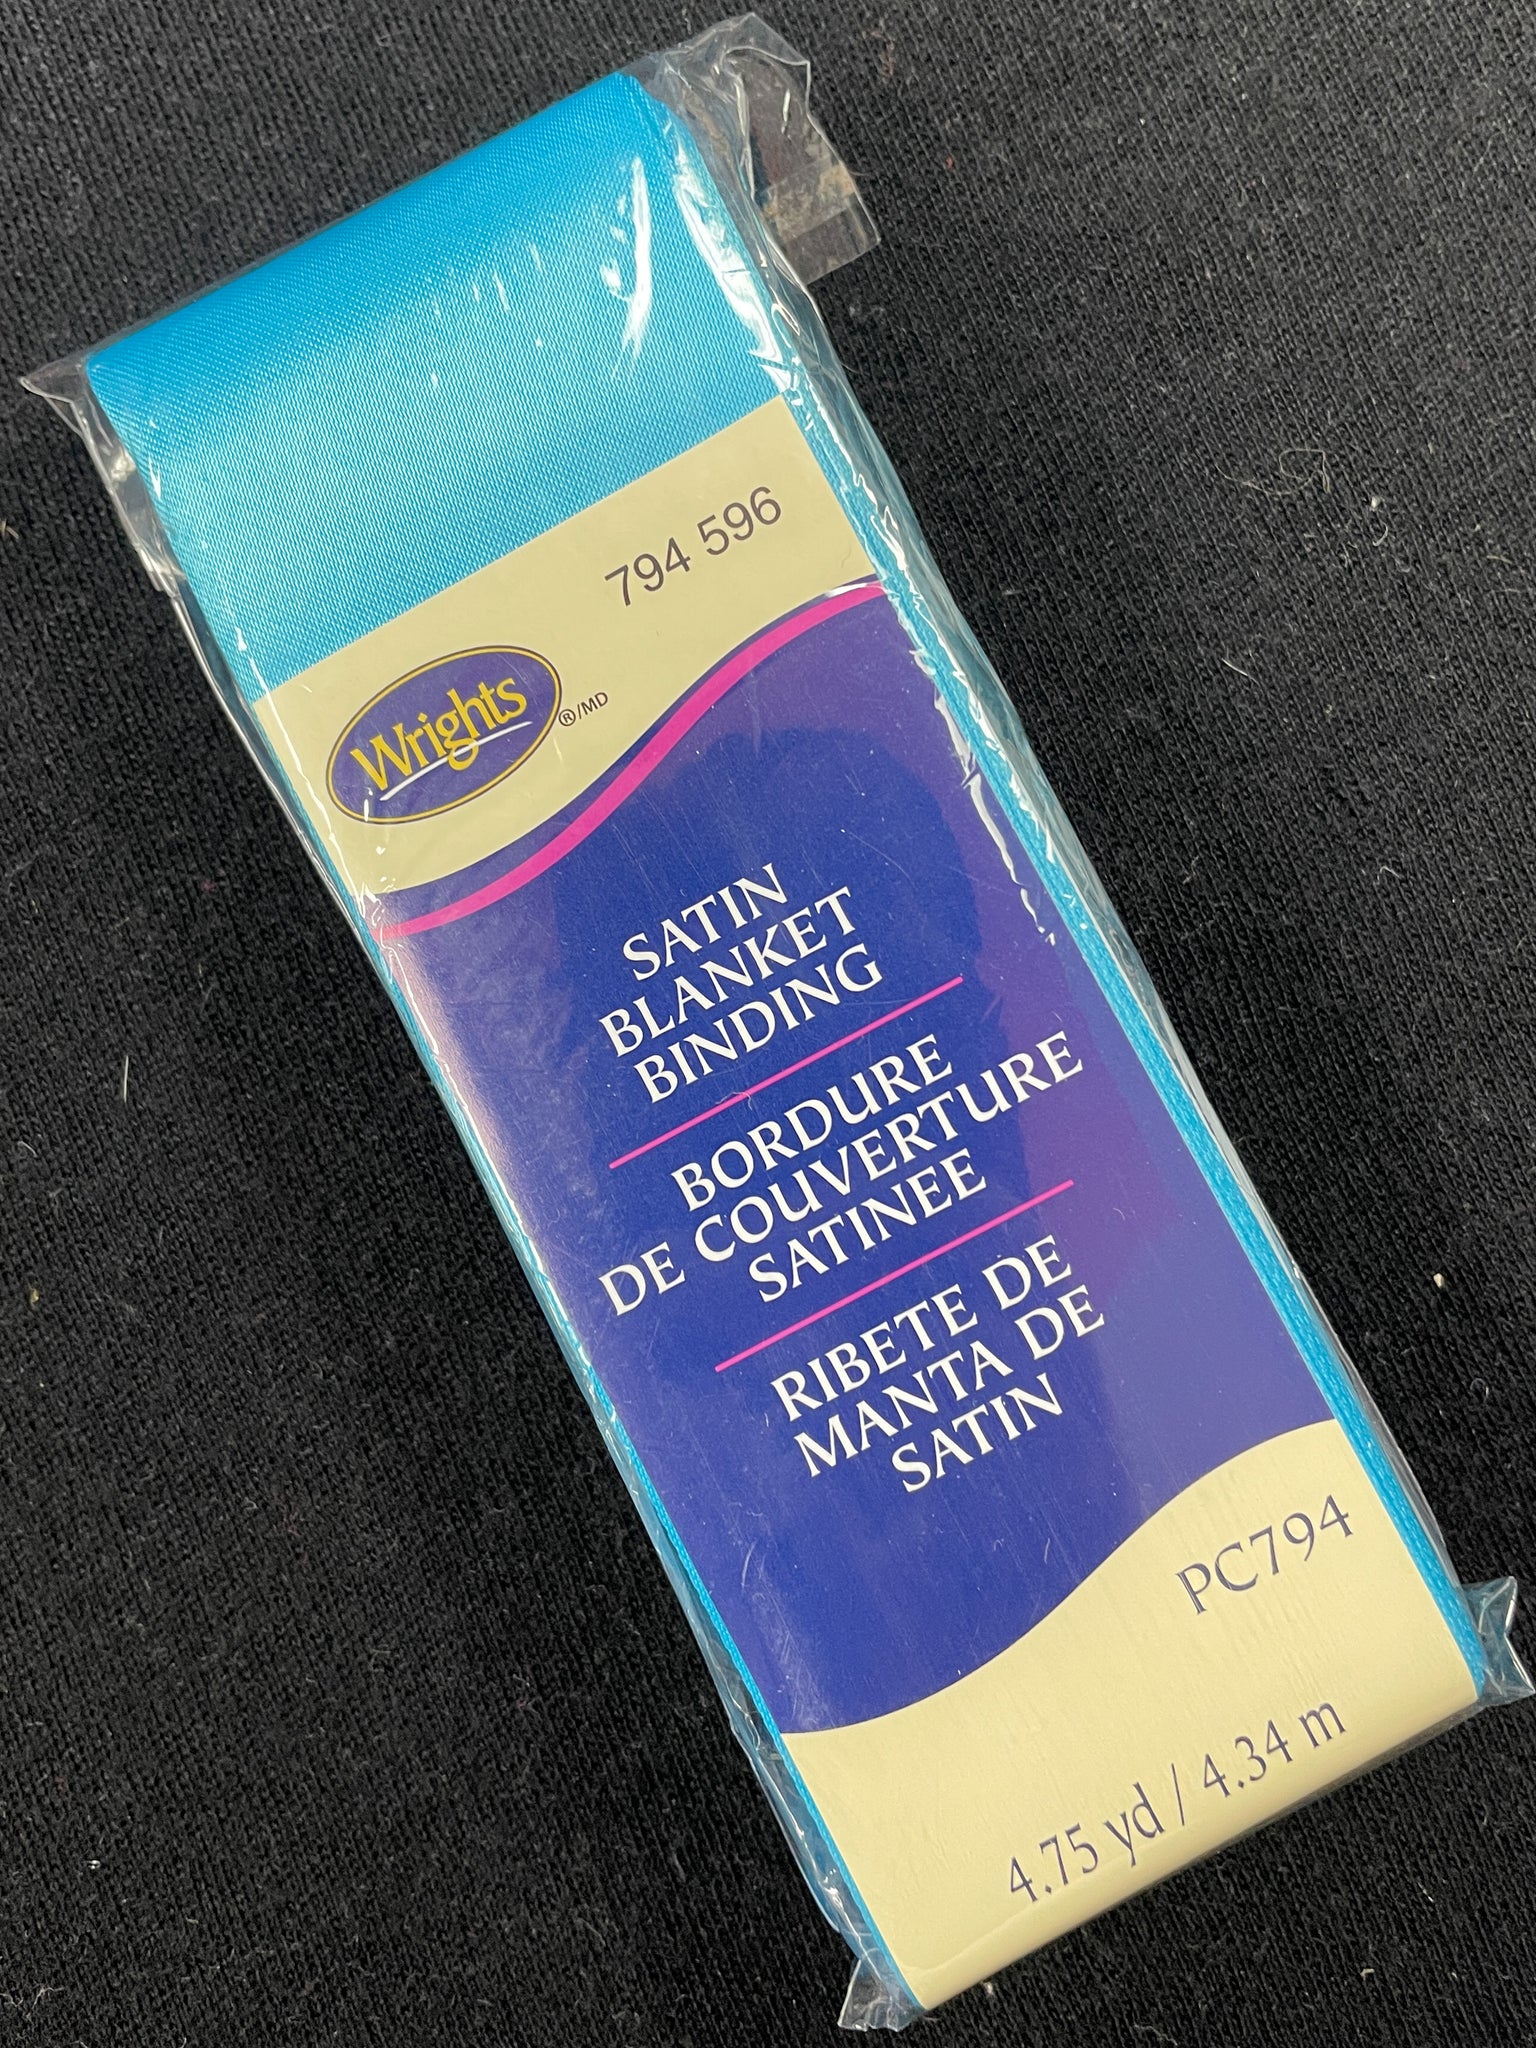 794 596
Wrights ®/MD
SATIN
BLANKET
BINDING
BORDURE
DE COUVERTURE
SATINEE
RIBETE DE
MANTA DE
SATIN
PC794
4.75 yd / 4.34 m